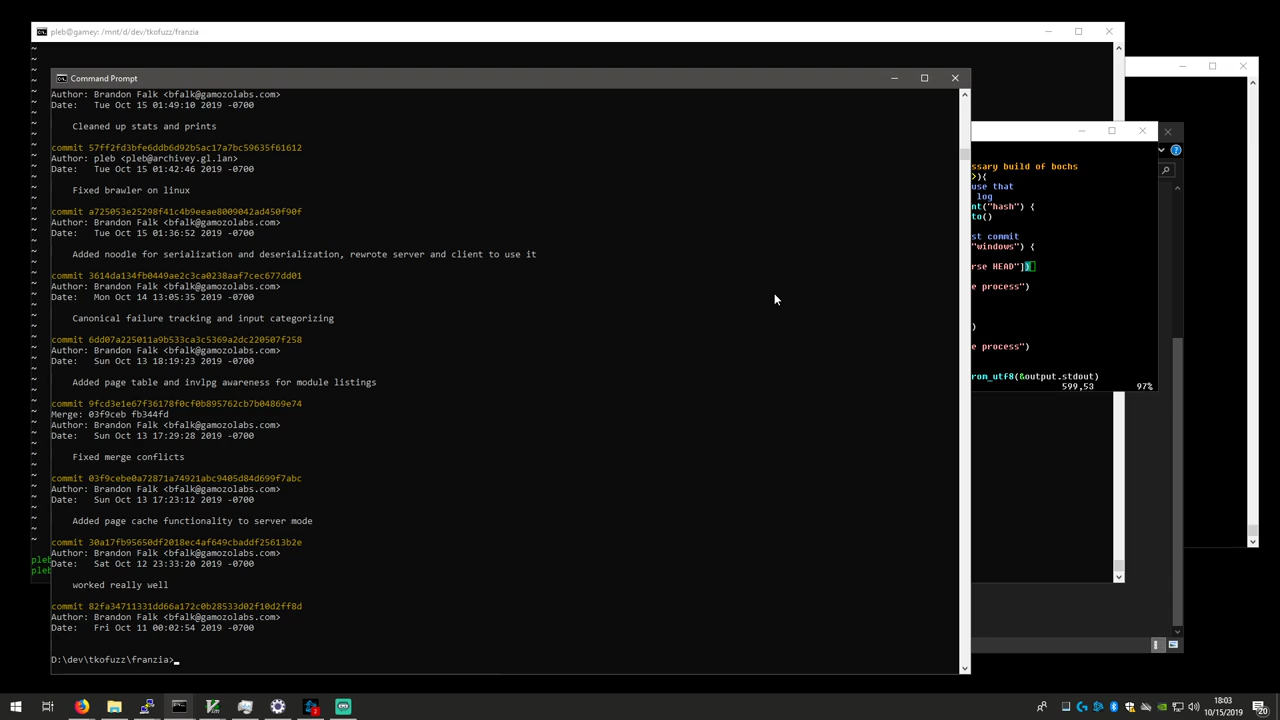 pleb@gamey: /mnt/d/dev/tkofuzz/franzia
Command Prompt
Author: Brandon Falk <bfalk@gamozolabs.com>
Date:   Tue Oct 15 01:49:10 2019 -0700
Cleaned up stats and prints
commit 57ff2fd3bfe6ddb6d92b5ac17a7bc59635f61612
Author: pleb <pleb@archivey.gl.lan>
Date:   Tue Oct 15 01:42:46 2019 -0700
Fixed brawler on linux
commit a725053e25298f41c4b9eeae8009042ad450f90f
Author: Brandon Falk <bfalk@gamozolabs.com>
Date:   Tue Oct 15 01:36:52 2019 -0700
Added noodle for serialization and deserialization, rewrote server and client to use it
commit 3614da134fb0449ae2c3ca0238aaf7cec677dd01
Author: Brandon Falk <bfalk@gamozolabs.com>
Date:   Mon Oct 14 13:05:35 2019 -0700
Canonical failure tracking and input categorizing
commit 6dd07a225011a9b533ca3c5369a2dc220507f258
Author: Brandon Falk <bfalk@gamozolabs.com>
Date:   Sun Oct 13 18:19:23 2019 -0700
Added page table and invlpg awareness for module listings
commit 9fcd3e1e67f36178f0cf0b895762cb7b04869e74
Merge: 03f9ceb fb344fd
Author: Brandon Falk <bfalk@gamozolabs.com>
Date:   Sun Oct 13 17:29:28 2019 -0700
Fixed merge conflicts
commit 03f9cebe0a72871a74921abc9405d84d699f7abc
Author: Brandon Falk <bfalk@gamozolabs.com>
Date:   Sun Oct 13 17:23:12 2019 -0700
Added page cache functionality to server mode
commit 30a17fb95650df2018ec4af649cbaddf25613b2e
Author: Brandon Falk <bfalk@gamozolabs.com>
Date:   Sat Oct 12 23:33:20 2019 -0700
worked really well
commit 82fa34711331dd66a172c0b28533d02f10d2ff8d
Author: Brandon Falk <bfalk@gamozolabs.com>
Date:   Fri Oct 11 00:02:54 2019 -0700
D:\dev\tkofuzz\franzia>
pleb
pleb
ssary build of bochs
>){
use that
log
nt("hash") {
to()
st commit
"windows") {
rse HEAD"])
e process")
)
e process")
rom_utf8(&output.stdout)
599,53 97%
18:03
10/15/2019
20
2